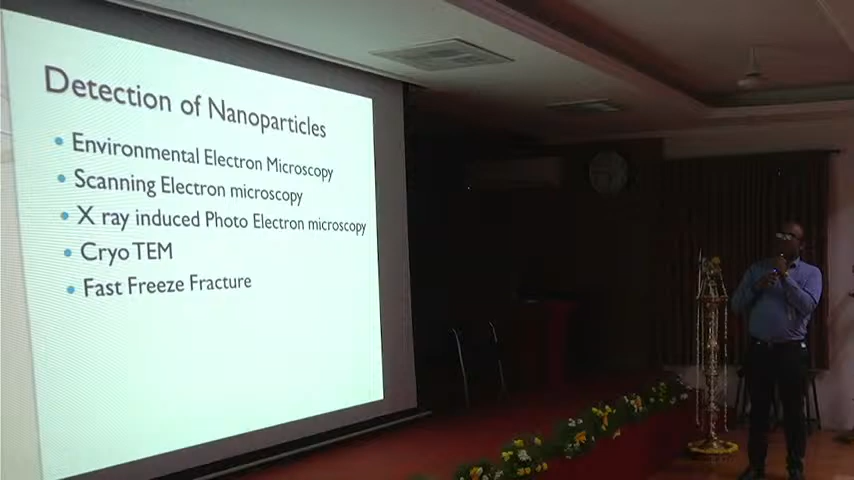 Detection of Nanoparticles
Environmental Electron Microscopy
Scanning Electron microscopy
X ray induced Photo Electron microscopy
Cryo TEM
Fast Freeze Fracture